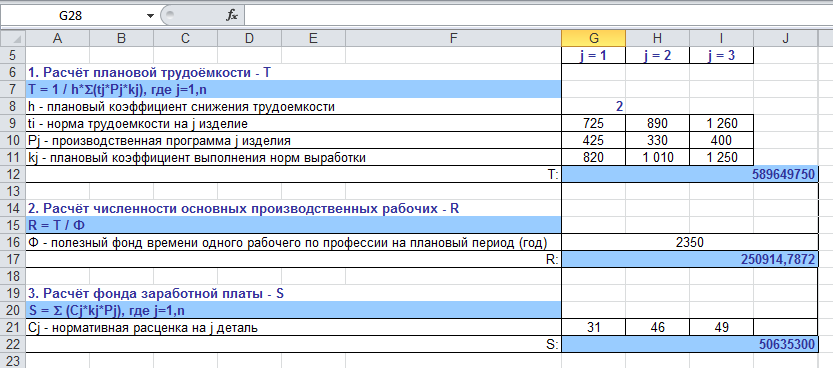 G28 fx
A B C D E F G H I J
5 j = 1 j = 2 j = 3
6 1. Расчёт плановой трудоёмкости - T
7 T = 1 / h*Σ(tj*Pj*kj), где j=1,n
8 h - плановый коэффициент снижения трудоемкости 2
9 ti - норма трудоемкости на j изделие 725 890 1 260
10 Pj - производственная программа j изделия 425 330 400
11 kj - плановый коэффициент выполнения норм выработки 820 1 010 1 250
12 T: 589649750
13
14 2. Расчёт численности основных производственных рабочих - R
15 R = T / Ф
16 Ф - полезный фонд времени одного рабочего по профессии на плановый период (год) 2350
17 R: 250914,7872
18
19 3. Расчёт фонда заработной платы - S
20 S = Σ (Cj*kj*Pj), где j=1,n
21 Cj - нормативная расценка на j деталь 31 46 49
22 S: 50635300
23